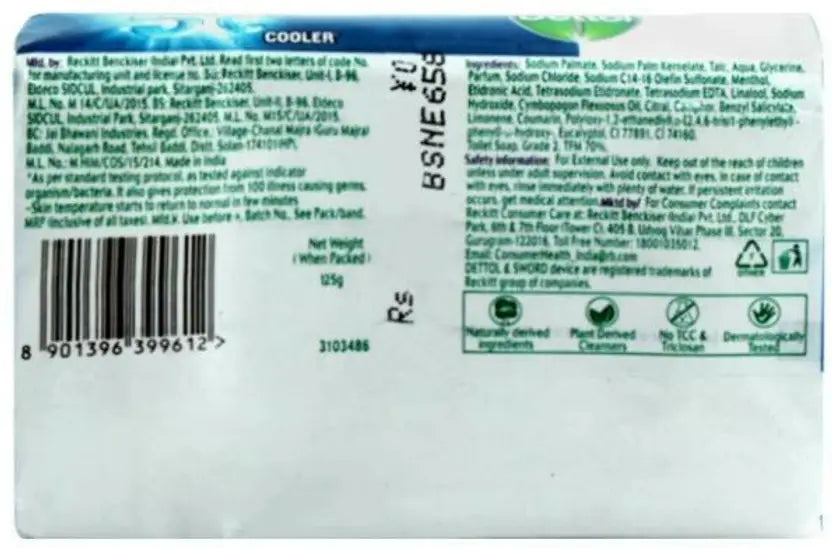 COOLER
Mfd. by: Reckitt Benckiser (India) Pvt. Ltd. Read first two letters of code No.
for manufacturing unit and license no. BU: Reckitt Benckiser, Unit-I, B-96,
Eldeco SIDCUL, Industrial park, Sitarganj-262405.
M.L. No. M 14/C/UA/2015. BS: Reckitt Benckiser, Unit-II, B-96, Eldeco
SIDCUL, Industrial Park, Sitarganj-262405. M.L. No. M15/C/UA/2015.
BC: Jai Bhawani Industries, Regd. Office: Village-Chanal Majra (Guru Majra)
Baddi, Nalagarh Road, Tehsil Baddi, Distt. Solan-174101(HP).
M.L. No.: M HIM/COS/15/214. Made in India
*As per standard testing protocol, as tested against indicator
organism/bacteria. It also gives protection from 100 illness causing germs.
~Skin temperature starts to return to normal in few minutes.
MRP (inclusive of all taxes), Use before, Batch No., See Pack/band.
Net Weight
(When Packed)
125g
8 901396 399612 >
3103486
BSNE658
Rs
Ingredients: Sodium Palmate, Sodium Palm Kernelate, Talc, Aqua, Glycerine,
Parfum, Sodium Chloride, Sodium C14-16 Olefin Sulfonate, Menthol,
Etidronic Acid, Tetrasodium Etidronate, Tetrasodium EDTA, Linalool, Sodium
Hydroxide, Cymbopogon Flexuosus Oil, Citral, Camphor, Benzyl Salicylate,
Limonene, Coumarin,
Eucalyptol, CI 77891, CI 74160.
Toilet Soap, Grade 2, TFM 70%.
Safety information: For External Use only. Keep out of the reach of children
unless under adult supervision. Avoid contact with eyes. In case of contact
with eyes, rinse immediately with plenty of water. If persistent irritation
occurs, get medical attention. Mktd by/ For Consumer Complaints contact
Reckitt Consumer Care at: Reckitt Benckiser (India) Pvt. Ltd., DLF Cyber
Park, 6th & 7th Floor (Tower C), 405 B, Udyog Vihar Phase III, Sector 20,
Gurugram-122016, Toll Free Number: 18001035012.
Email: ConsumerHealth_India@rb.com
DETTOL & SWORD device are registered trademarks of
Reckitt group of companies.
Naturally derived
ingredients
Plant Derived
Cleansers
No TCC &
Triclosan
Dermatologically
Tested